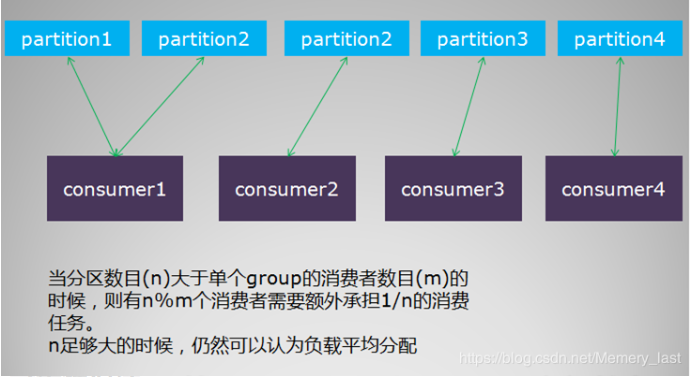 partition1 partition2 partition2 partition3 partition4
consumer1 consumer2 consumer3 consumer4
当分区数目(n)大于单个group的消费者数目(m)的
时候，则有n%m个消费者需要额外承担1/n的消费
任务。
n足够大的时候，仍然可以认为负载平均分配
https://blog.csdn.net/Memery_last